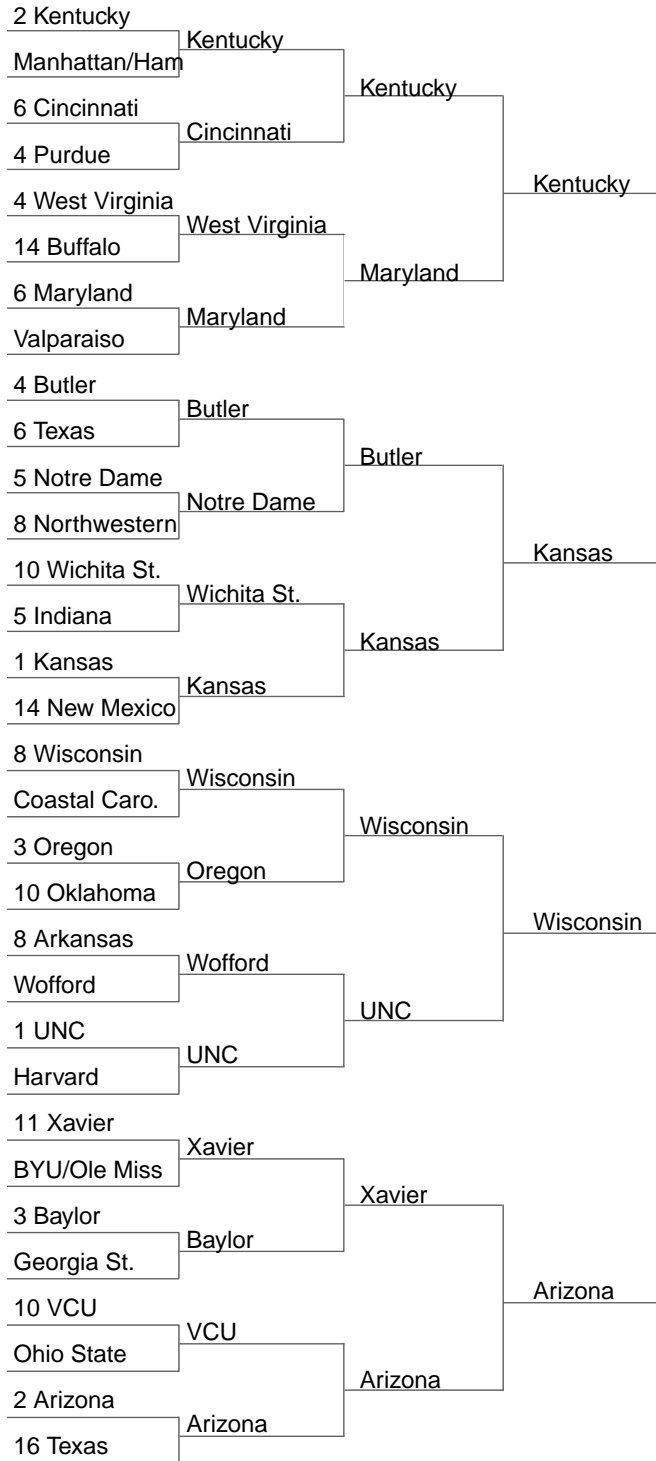 2 Kentucky
Manhattan/Ham
Kentucky
6 Cincinnati
4 Purdue
Cincinnati
Kentucky
4 West Virginia
14 Buffalo
West Virginia
6 Maryland
Valparaiso
Maryland
Maryland
Kentucky
4 Butler
6 Texas
Butler
5 Notre Dame
8 Northwestern
Notre Dame
Butler
10 Wichita St.
5 Indiana
Wichita St.
1 Kansas
14 New Mexico
Kansas
Kansas
Kansas
8 Wisconsin
Coastal Caro.
Wisconsin
3 Oregon
10 Oklahoma
Oregon
Wisconsin
8 Arkansas
Wofford
Wofford
1 UNC
Harvard
UNC
UNC
Wisconsin
11 Xavier
BYU/Ole Miss
Xavier
3 Baylor
Georgia St.
Baylor
Xavier
10 VCU
Ohio State
VCU
2 Arizona
16 Texas
Arizona
Arizona
Arizona